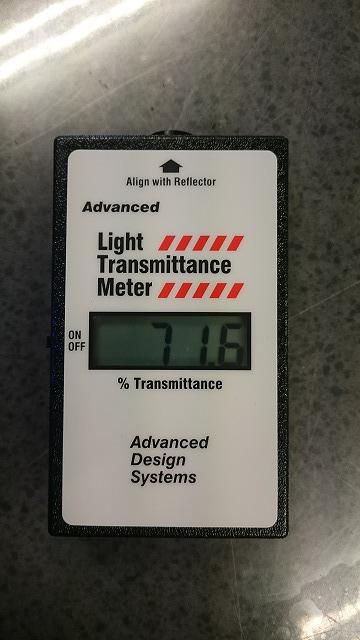 Align with Reflector
Advanced
Light
Transmittance
Meter
ON
OFF
71.6
% Transmittance
Advanced
Design
Systems